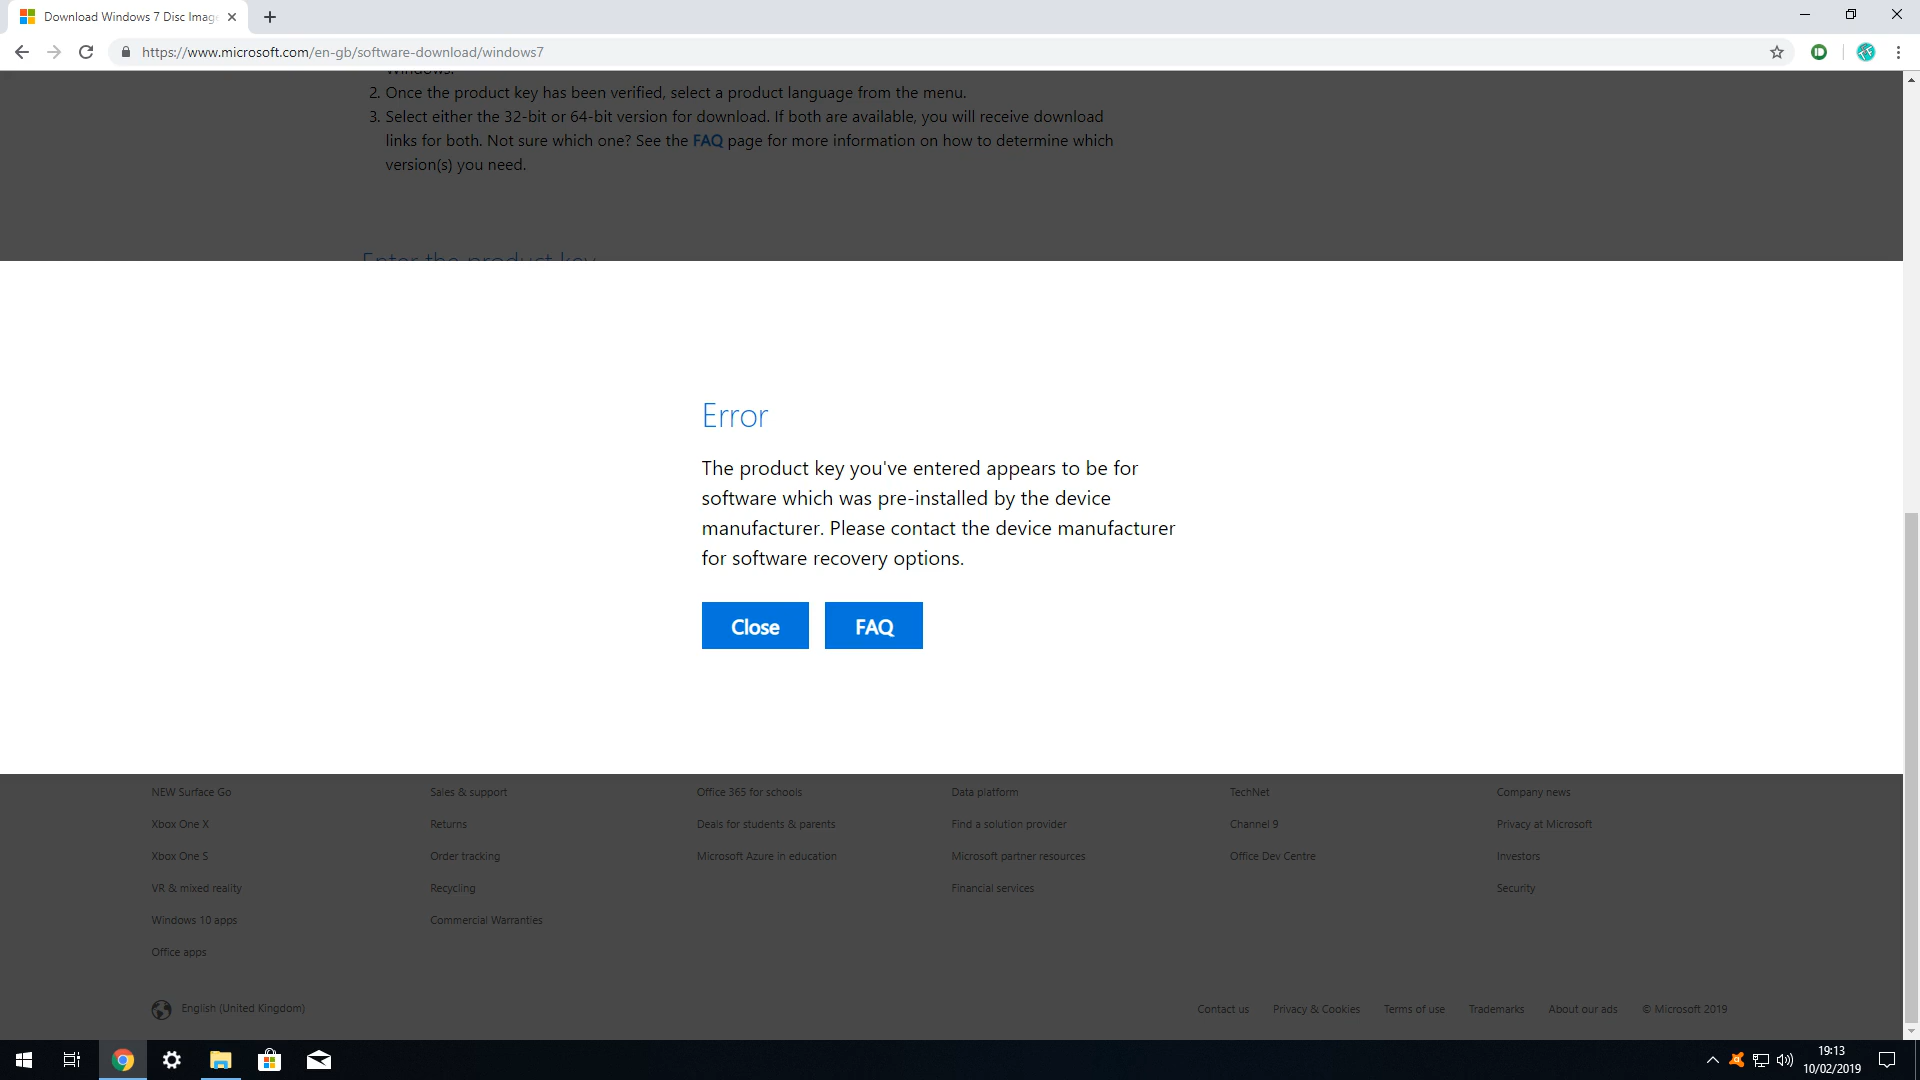 Download Windows 7 Disc Imag
https://www.microsoft.com/en-gb/software-download/windows7
Windows.
2. Once the product key has been verified, select a product language from the menu.
3. Select either the 32-bit or 64-bit version for download. If both are available, you will receive download
links for both. Not sure which one? See the FAQ page for more information on how to determine which
version(s) you need.
Enter the product key
Error
The product key you've entered appears to be for
software which was pre-installed by the device
manufacturer. Please contact the device manufacturer
for software recovery options.
Close FAQ
NEW Surface Go Sales & support Office 365 for schools Data platform TechNet Company news
Xbox One X Returns Deals for students & parents Find a solution provider Channel 9 Privacy at Microsoft
Xbox One S Order tracking Microsoft Azure in education Microsoft partner resources Office Dev Centre Investors
VR & mixed reality Recycling Financial services Security
Windows 10 apps Commercial Warranties
Office apps
English (United Kingdom) Contact us Privacy & Cookies Terms of use Trademarks About our ads © Microsoft 2019
19:13
10/02/2019